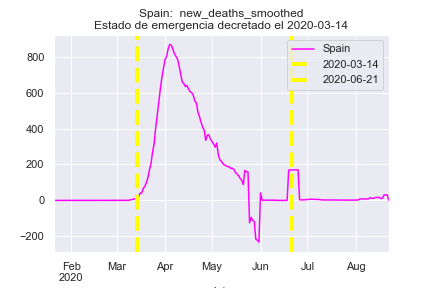 Spain:  new_deaths_smoothed
Estado de emergencia decretado el 2020-03-14
Spain
2020-03-14
2020-06-21
800
600
400
200
0
−200
Feb Mar Apr May Jun Jul Aug
2020